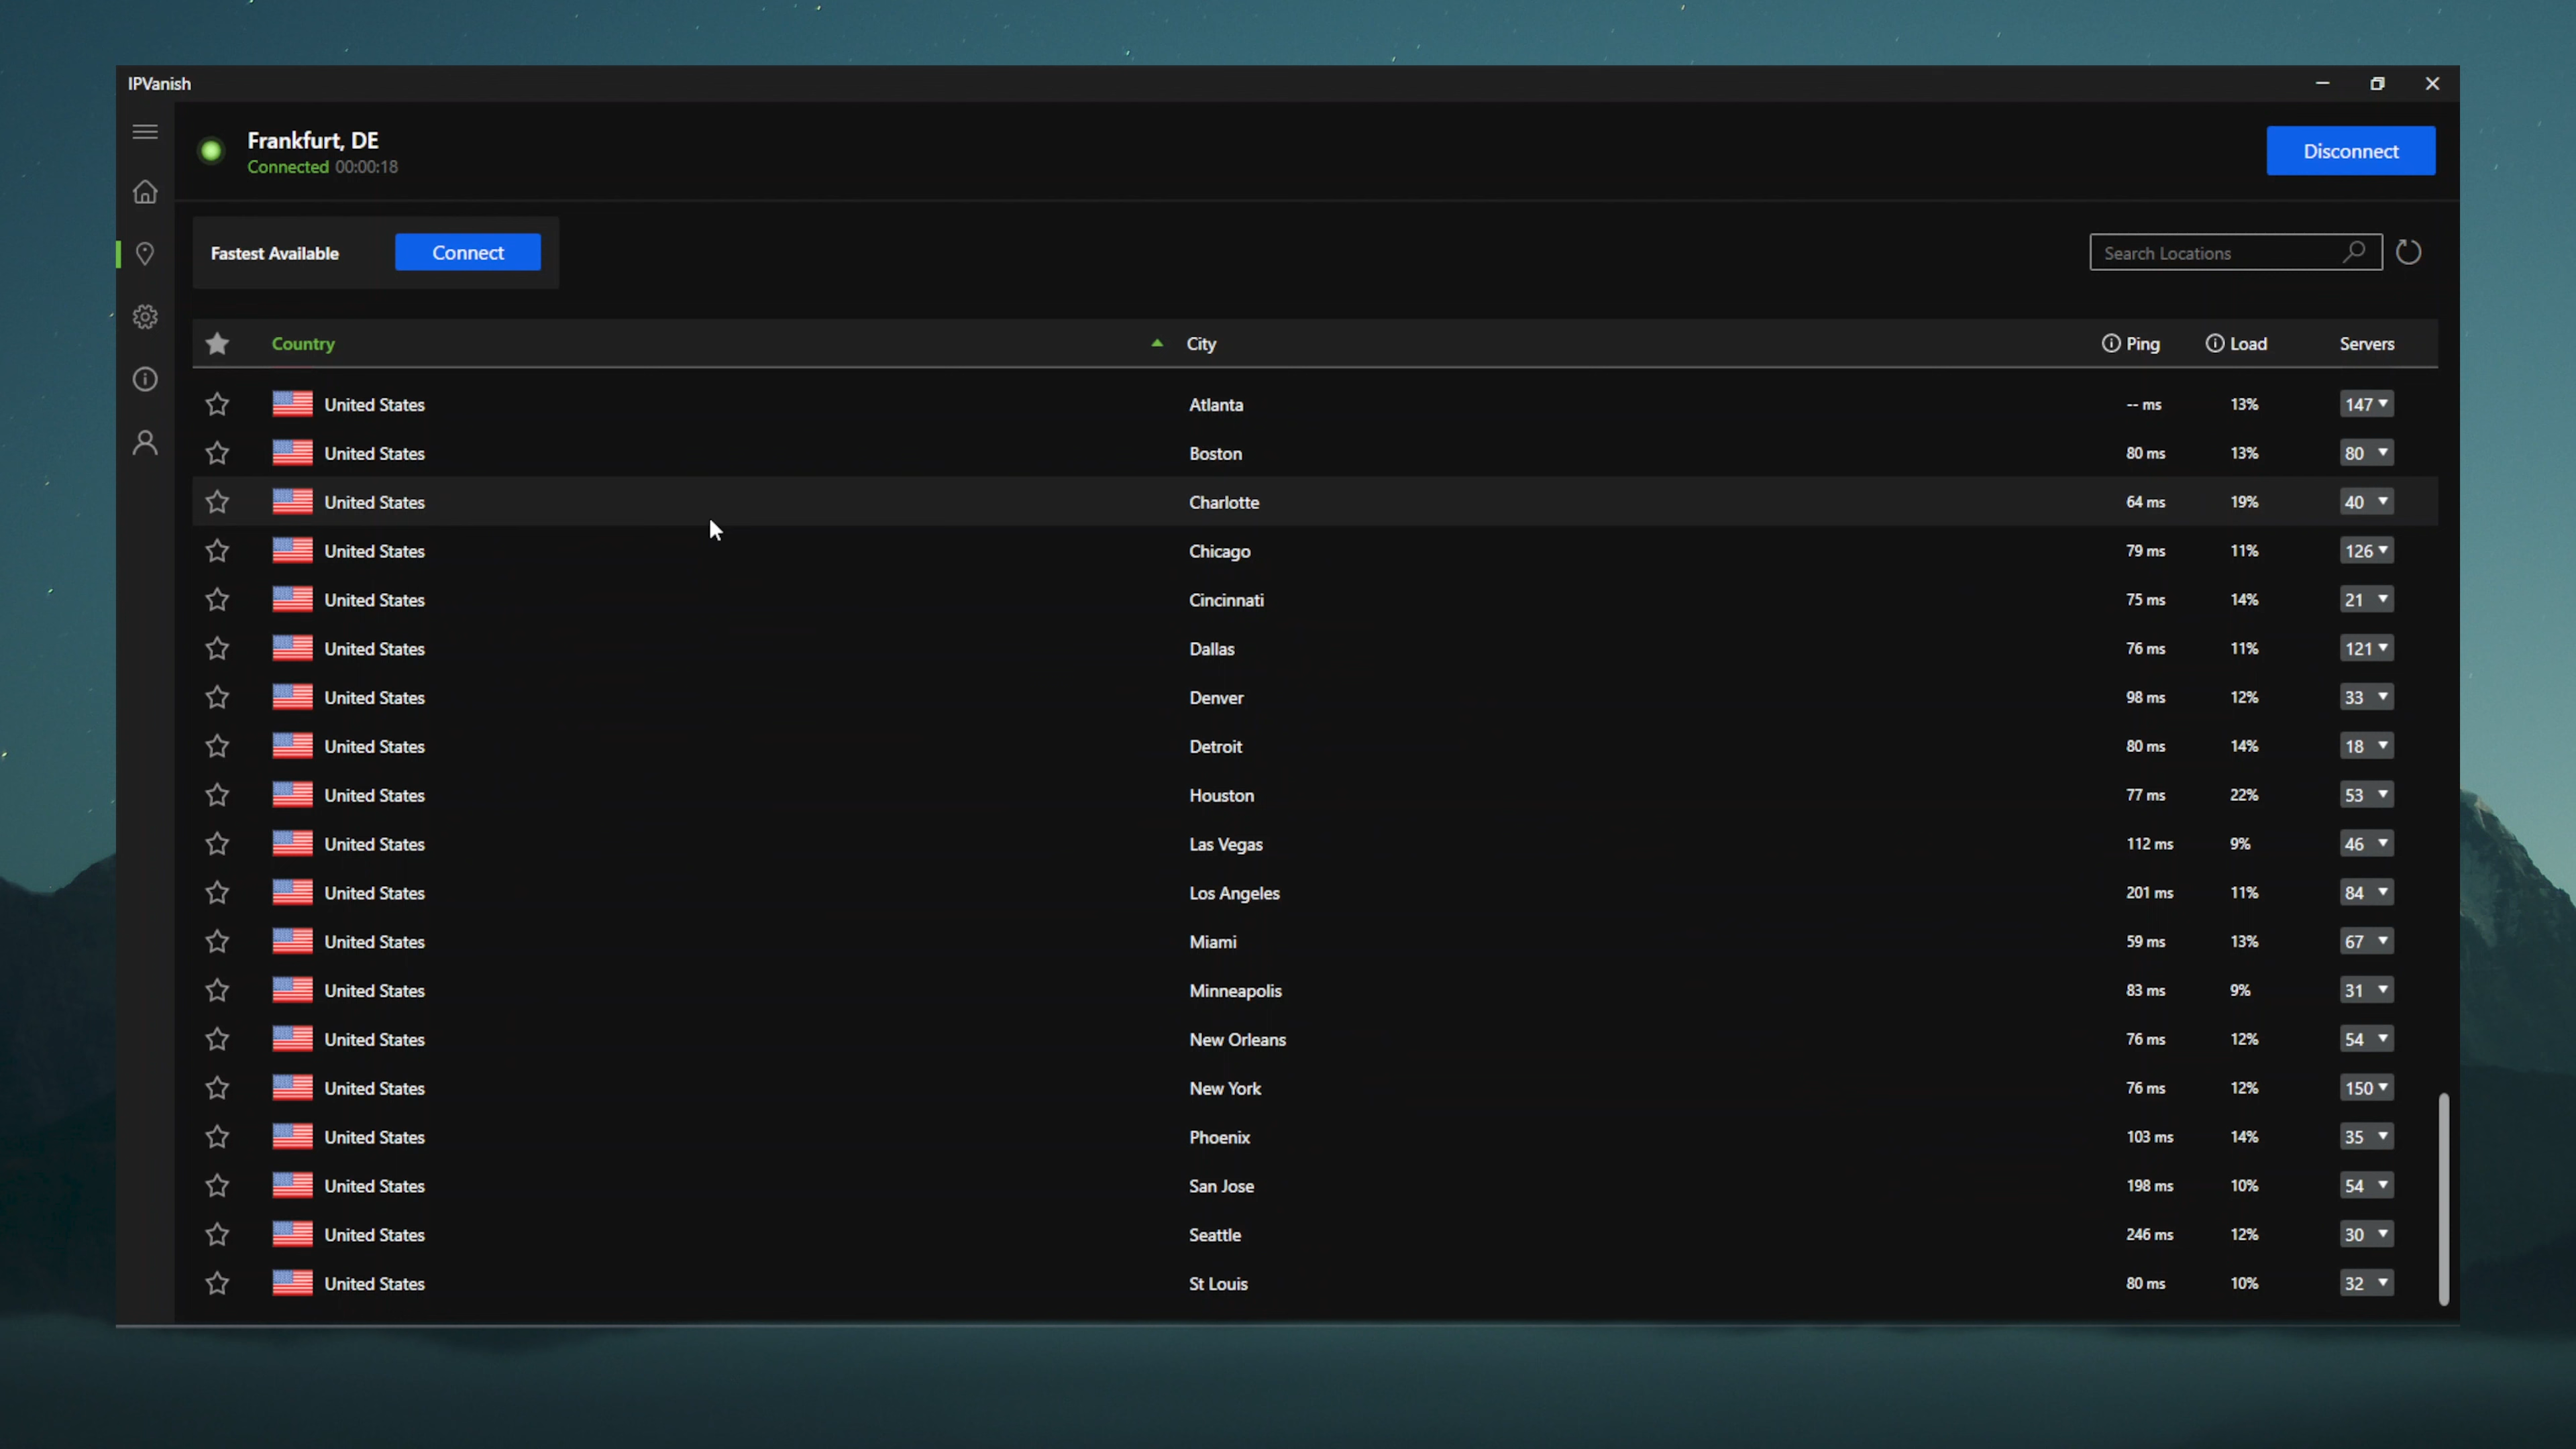 IPVanish
Frankfurt, DE
Connected 00:00:18
Disconnect
Fastest Available
Connect
Search Locations
Country City Ping Load Servers
United States Atlanta -- ms 13% 147
United States Boston 80 ms 13% 80
United States Charlotte 64 ms 19% 40
United States Chicago 79 ms 11% 126
United States Cincinnati 75 ms 14% 21
United States Dallas 76 ms 11% 121
United States Denver 98 ms 12% 33
United States Detroit 80 ms 14% 18
United States Houston 77 ms 22% 53
United States Las Vegas 112 ms 9% 46
United States Los Angeles 201 ms 11% 84
United States Miami 59 ms 13% 67
United States Minneapolis 83 ms 9% 31
United States New Orleans 76 ms 12% 54
United States New York 76 ms 12% 150
United States Phoenix 103 ms 14% 35
United States San Jose 198 ms 10% 54
United States Seattle 246 ms 12% 30
United States St Louis 80 ms 10% 32